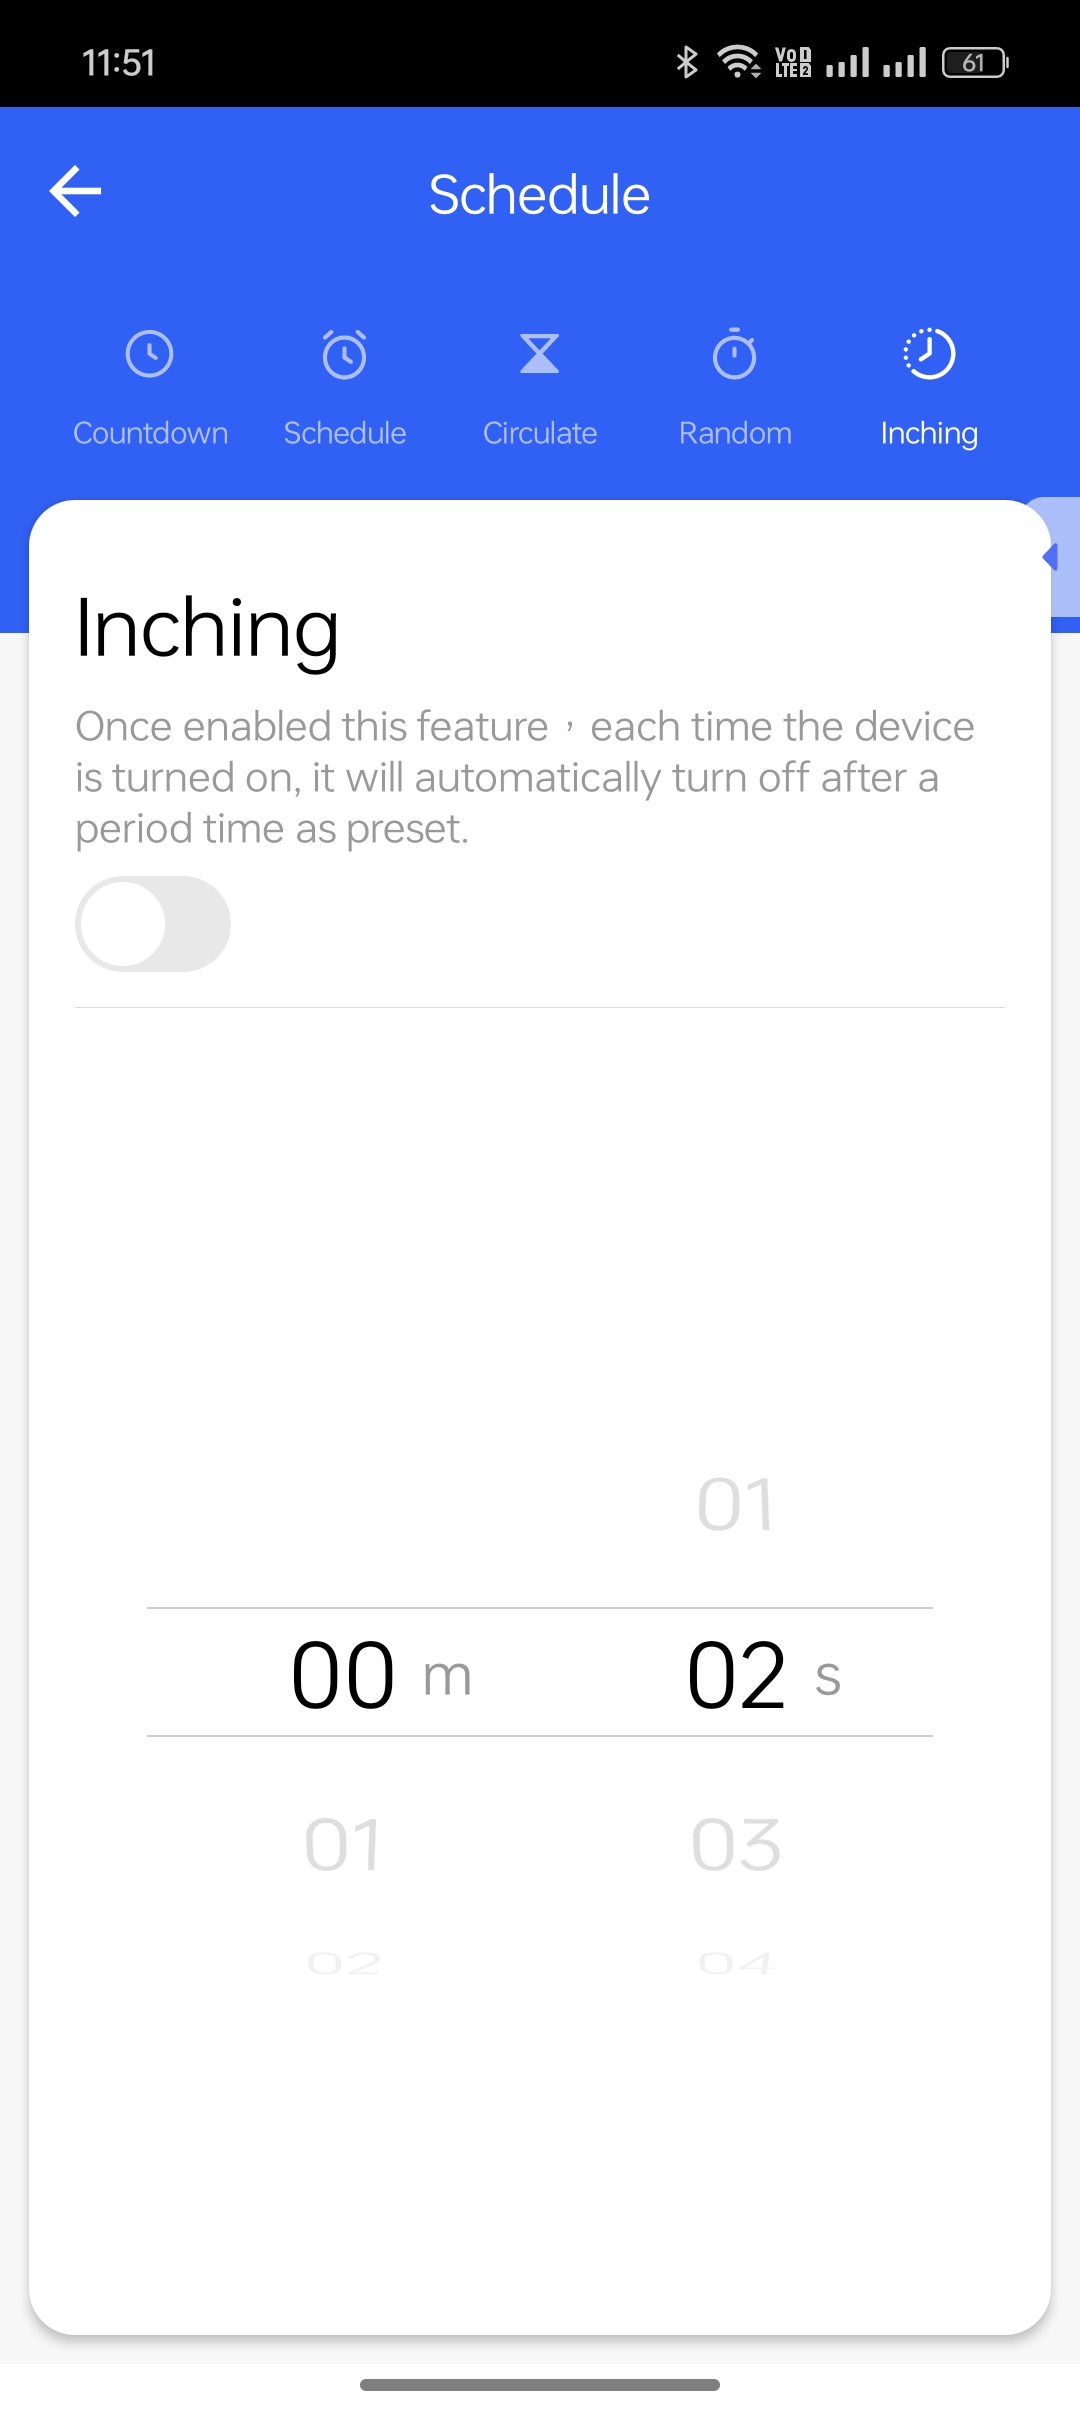 11:51
Vo 1
LTE 2
61
Schedule
Countdown Schedule Circulate Random Inching
Inching
Once enabled this feature，each time the device
is turned on, it will automatically turn off after a
period time as preset.
01
00 m 02 s
01 03
02 04